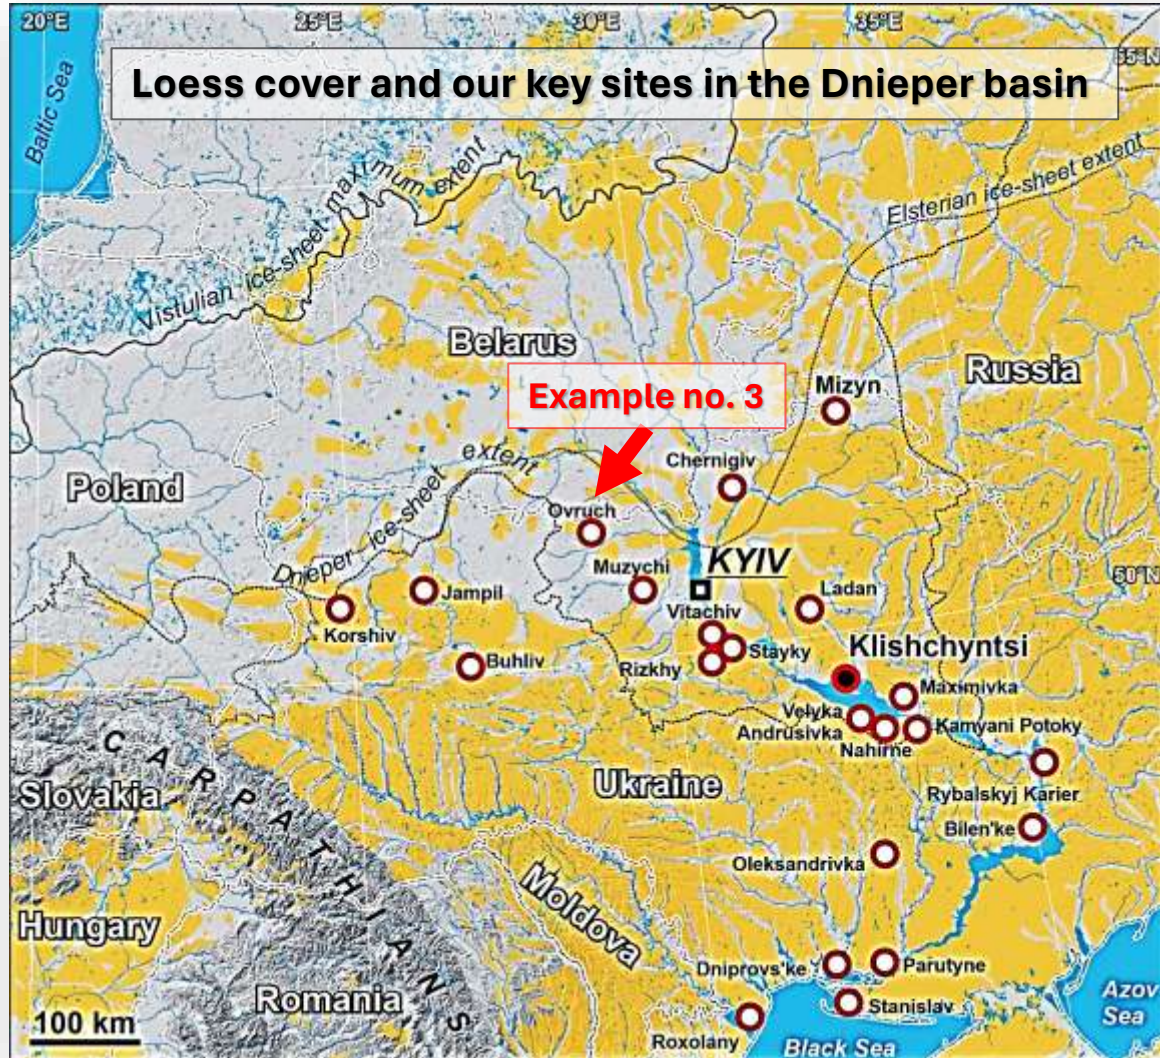 20°E
25°E
30°E
35°E
55°N
Loess cover and our key sites in the Dnieper basin
Baltic Sea
Vistulian ice-sheet maximum extent
Elsterian ice-sheet extent
Belarus
Russia
Example no. 3
Mizyn
Chernigiv
Poland
Dnieper ice-sheet extent
Ovruch
KYIV
50°N
Muzychi
Jampil
Ladan
Vitachiv
Korshiv
Klishchyntsi
Stayky
Buhliv
Rizkhy
Maximivka
Velyka
Andrusivka
Kamyani Potoky
Nahirne
CARPATHIANS
Slovakia
Ukraine
Rybalskyj Karier
Bilen'ke
Oleksandrivka
Moldova
Hungary
Dniprovs'ke
Parutyne
Romania
Stanislav
Azov
Sea
100 km
Roxolany
Black Sea